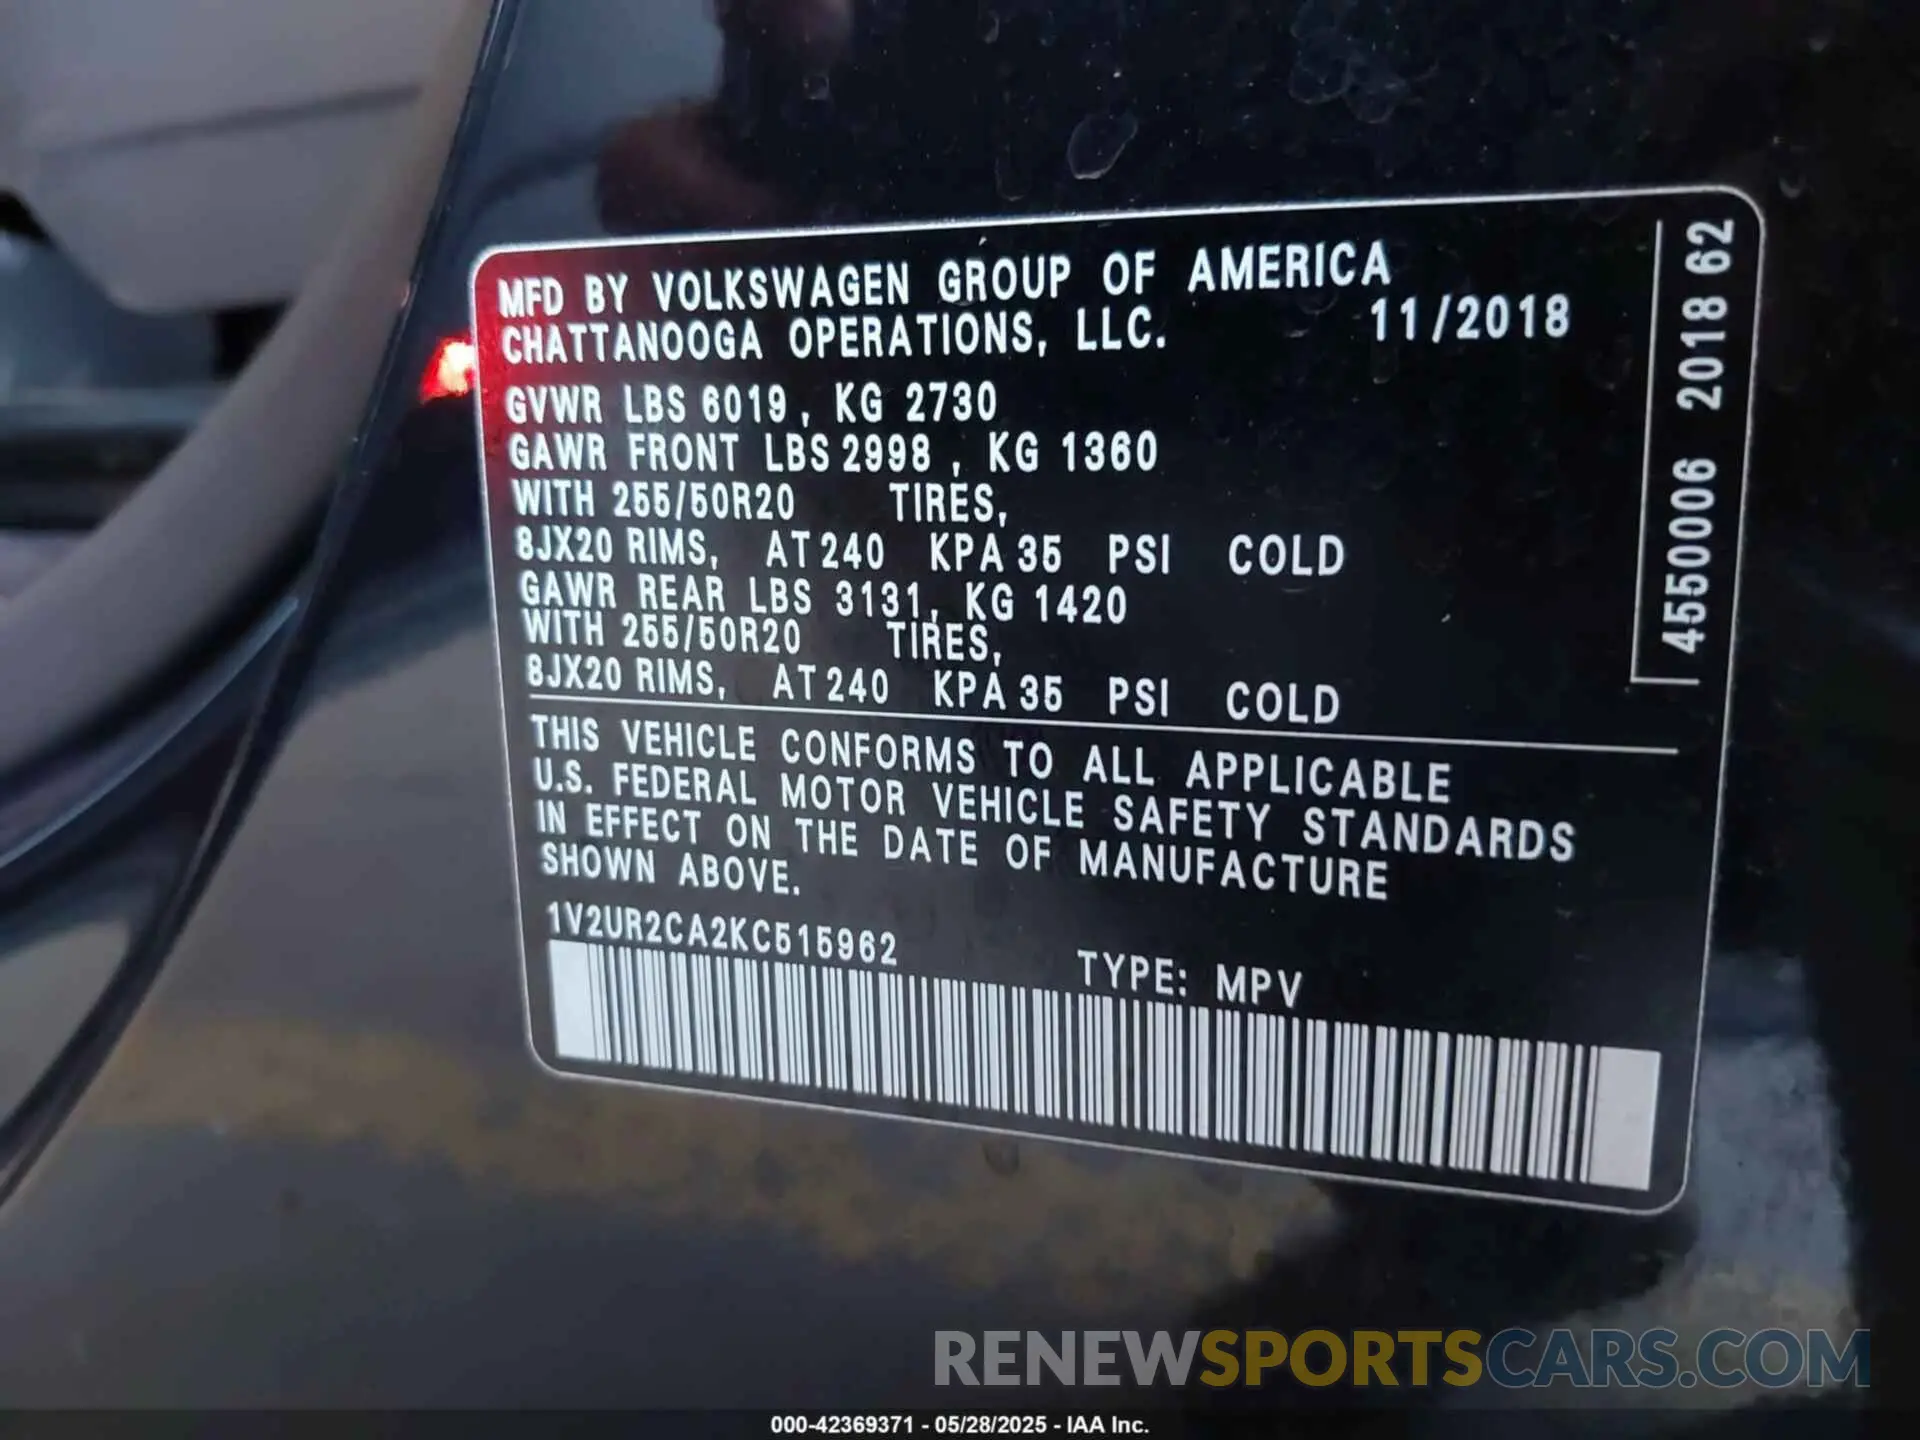 MFD BY VOLKSWAGEN GROUP OF AMERICA
CHATTANOOGA OPERATIONS, LLC. 11/2018
GVWR LBS 6019, KG 2730
GAWR FRONT LBS 2998, KG 1360
WITH 255/50R20 TIRES,
8JX20 RIMS, AT 240 KPA 35 PSI COLD
GAWR REAR LBS 3131, KG 1420
WITH 255/50R20 TIRES,
8JX20 RIMS, AT 240 KPA 35 PSI COLD
THIS VEHICLE CONFORMS TO ALL APPLICABLE
U.S. FEDERAL MOTOR VEHICLE SAFETY STANDARDS
IN EFFECT ON THE DATE OF MANUFACTURE
SHOWN ABOVE.
1V2UR2CA2KC515962
TYPE: MPV
4550006 2018 62
RENEWSPORTSCARS.COM
000-42369371 - 05/28/2025 - IAA Inc.